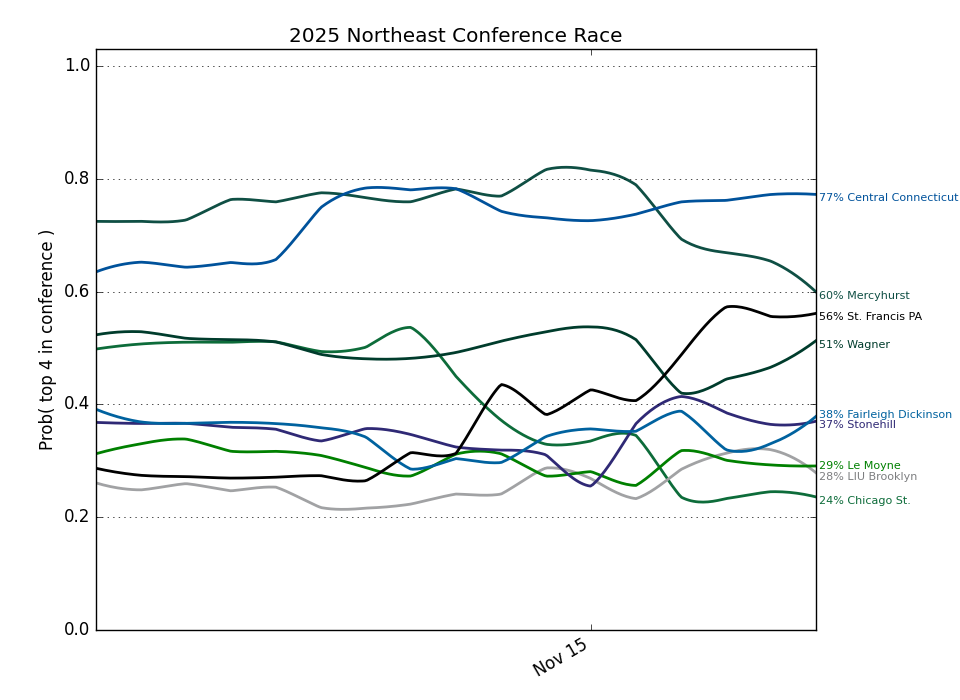 2025 Northeast Conference Race
Prob( top 4 in conference )
1.0
0.8
0.6
0.4
0.2
0.0
Nov 15
77% Central Connecticut
60% Mercyhurst
56% St. Francis PA
51% Wagner
38% Fairleigh Dickinson
37% Stonehill
29% Le Moyne
28% LIU Brooklyn
24% Chicago St.